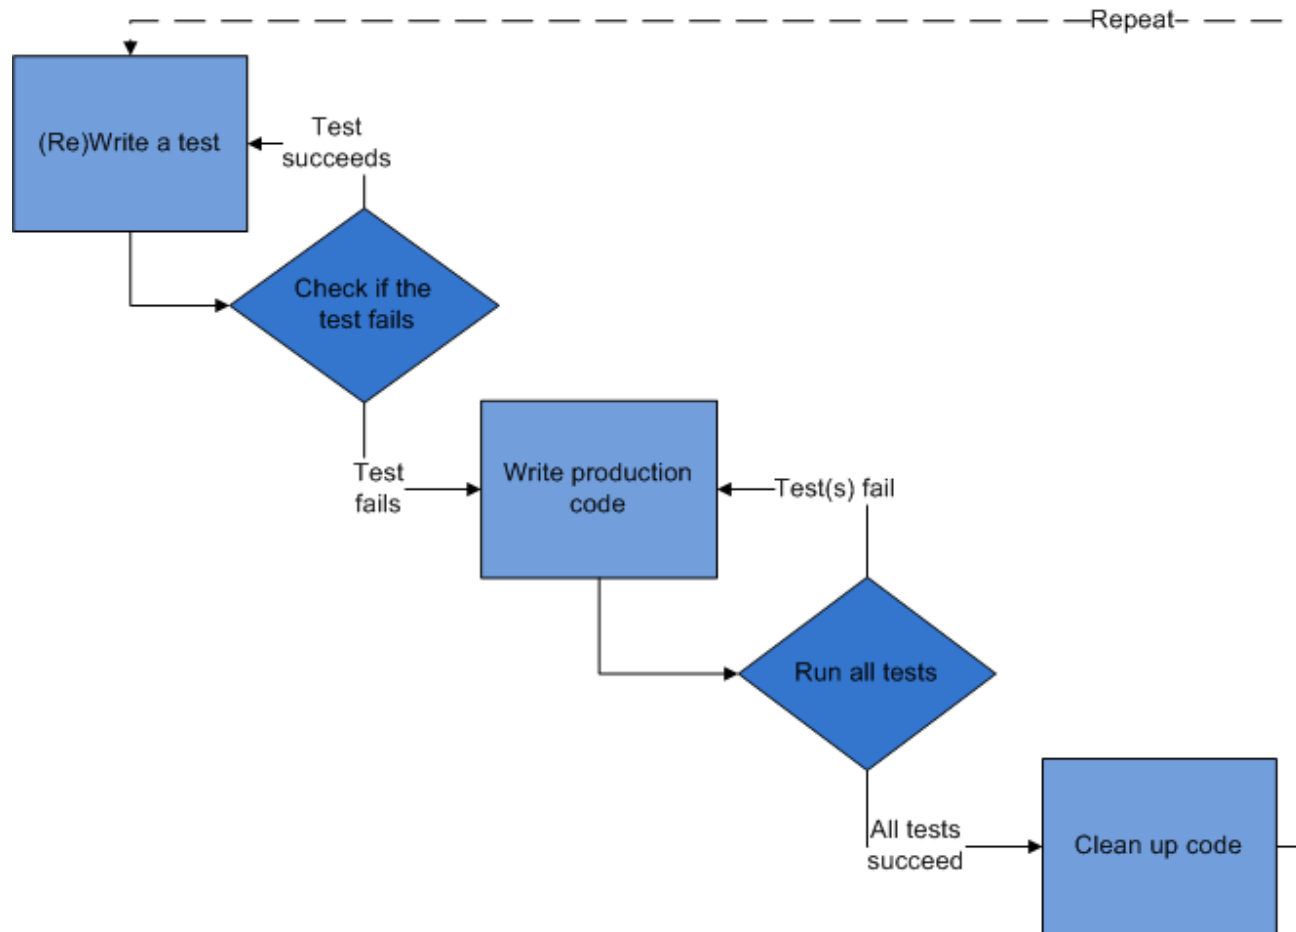 Repeat
(Re)Write a test
Test
succeeds
Check if the
test fails
Test
fails
Write production
code
Test(s) fail
Run all tests
All tests
succeed
Clean up code